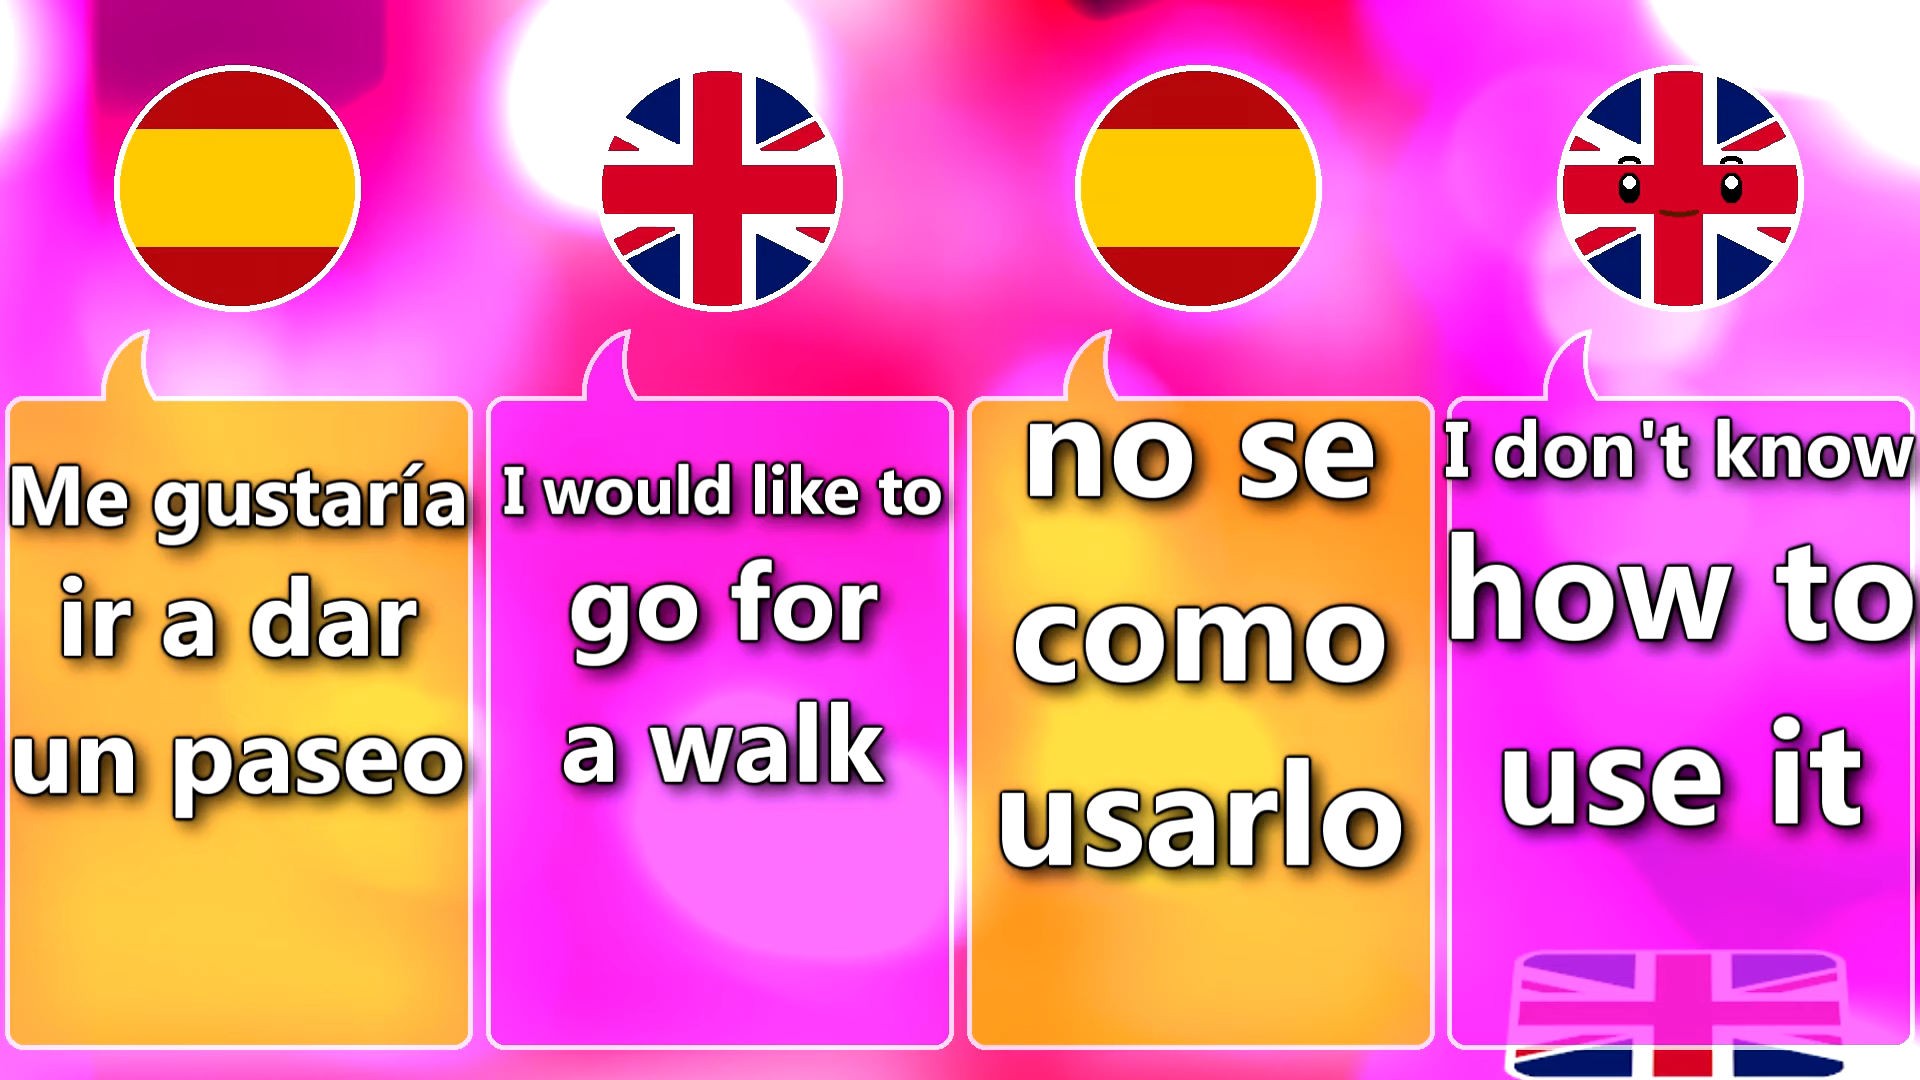 Me gustaría
ir a dar
un paseo
I would like to
go for
a walk
no se
como
usarlo
I don't know
how to
use it